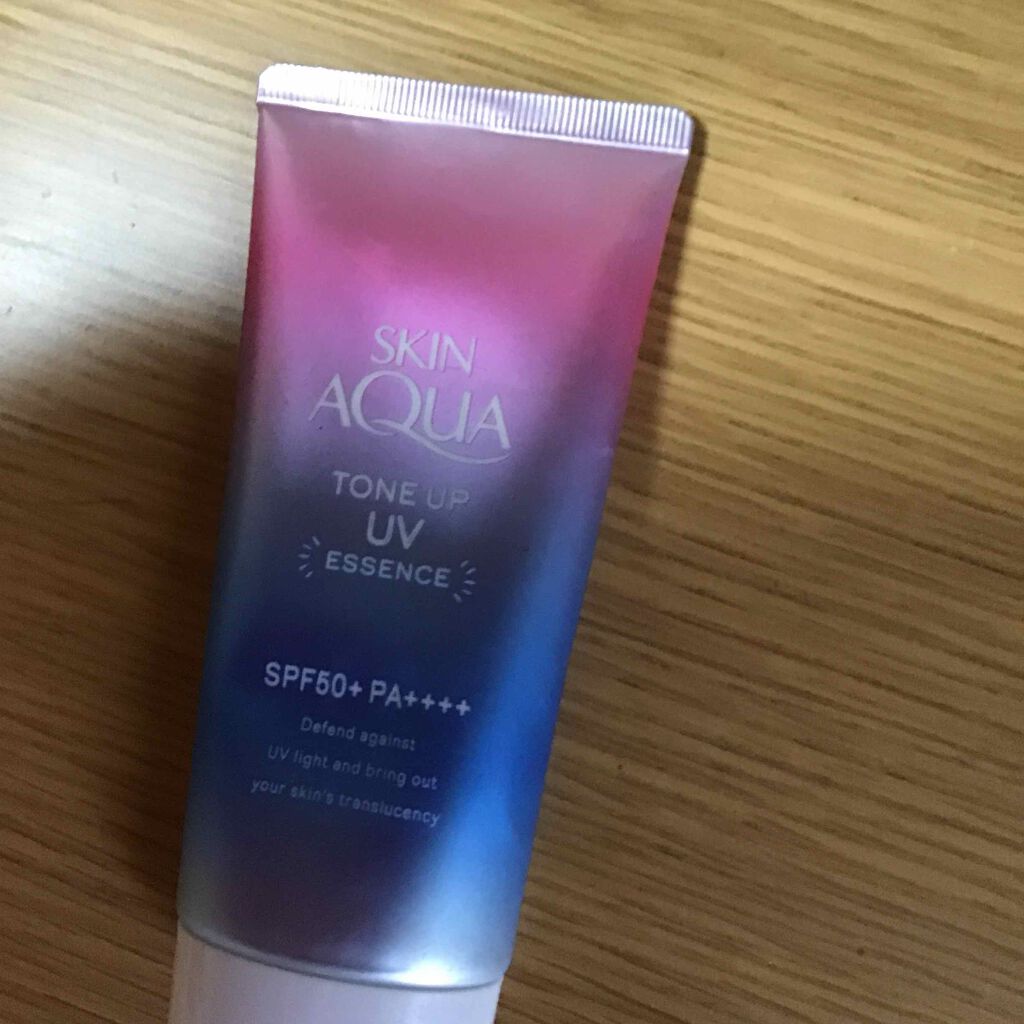 SKIN
AQUA
TONE UP
UV
ESSENCE
SPF50+ PA++++
Defend against
UV light and bring out
your skin's translucency